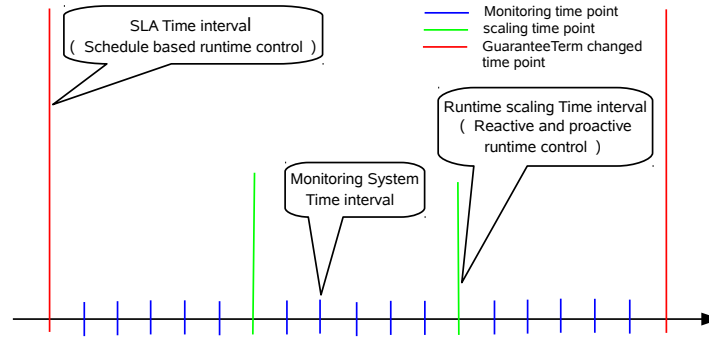 SLA Time interval
( Schedule based runtime control )
Monitoring time point
scaling time point
GuaranteeTerm changed
time point
Runtime scaling Time interval
( Reactive and proactive
runtime control )
Monitoring System
Time interval